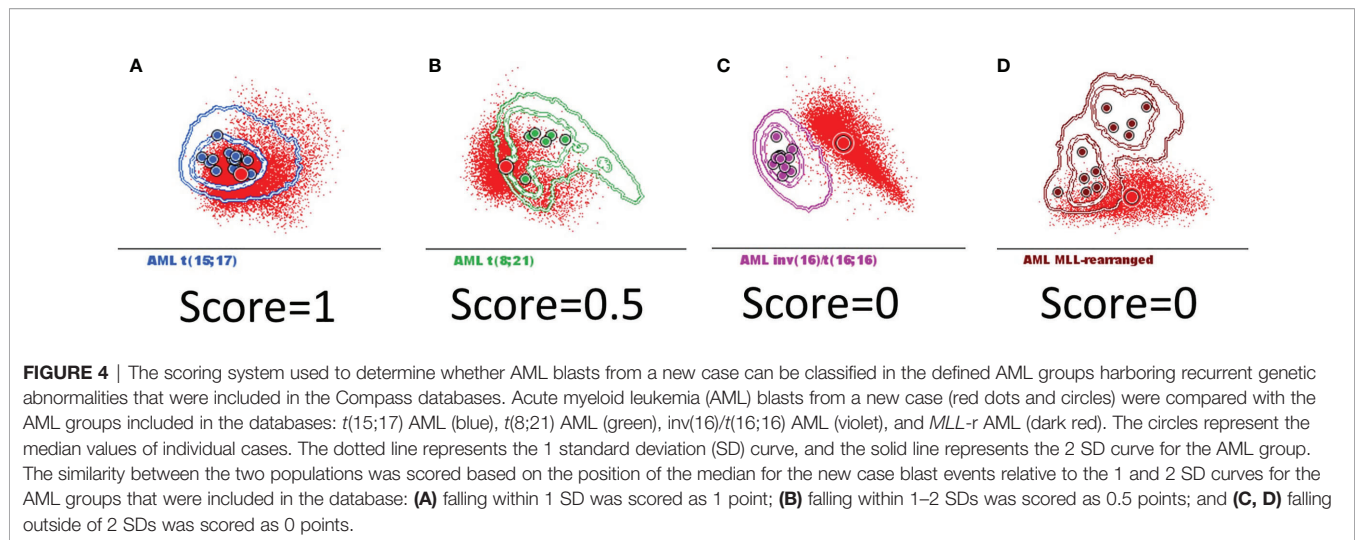 A
B
C
D
AML t(15;17)
AML t(8;21)
AML inv(16)/t(16;16)
AML MLL-rearranged
Score=1
Score=0.5
Score=0
Score=0
FIGURE 4 | The scoring system used to determine whether AML blasts from a new case can be classified in the defined AML groups harboring recurrent genetic
abnormalities that were included in the Compass databases. Acute myeloid leukemia (AML) blasts from a new case (red dots and circles) were compared with the
AML groups included in the databases: t(15;17) AML (blue), t(8;21) AML (green), inv(16)/t(16;16) AML (violet), and MLL-r AML (dark red). The circles represent the
median values of individual cases. The dotted line represents the 1 standard deviation (SD) curve, and the solid line represents the 2 SD curve for the AML group.
The similarity between the two populations was scored based on the position of the median for the new case blast events relative to the 1 and 2 SD curves for the
AML groups that were included in the database: (A) falling within 1 SD was scored as 1 point; (B) falling within 1–2 SDs was scored as 0.5 points; and (C, D) falling
outside of 2 SDs was scored as 0 points.